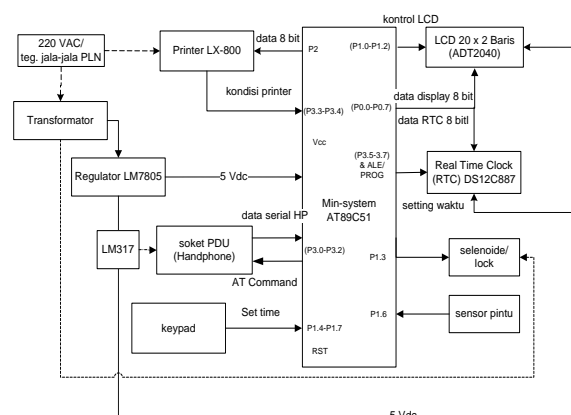 kontrol LCD
220 VAC/
teg. jala-jala PLN
Printer LX-800
data 8 bit
P2
(P1.0-P1.2)
LCD 20 x 2 Baris
(ADT2040)
kondisi printer
(P3.3-P3.4)
data display 8 bit
(P0.0-P0.7)
data RTC 8 bitl
Transformator
Vcc
(P3.5-3.7)
& ALE/
PROG
Real Time Clock
(RTC) DS12C887
Regulator LM7805
5 Vdc
Min-system
AT89C51
setting waktu
data serial HP
LM317
soket PDU
(Handphone)
(P3.0-P3.2)
P1.3
selenoide/
lock
AT Command
keypad
Set time
P1.4-P1.7
P1.6
sensor pintu
RST
5 Vdc